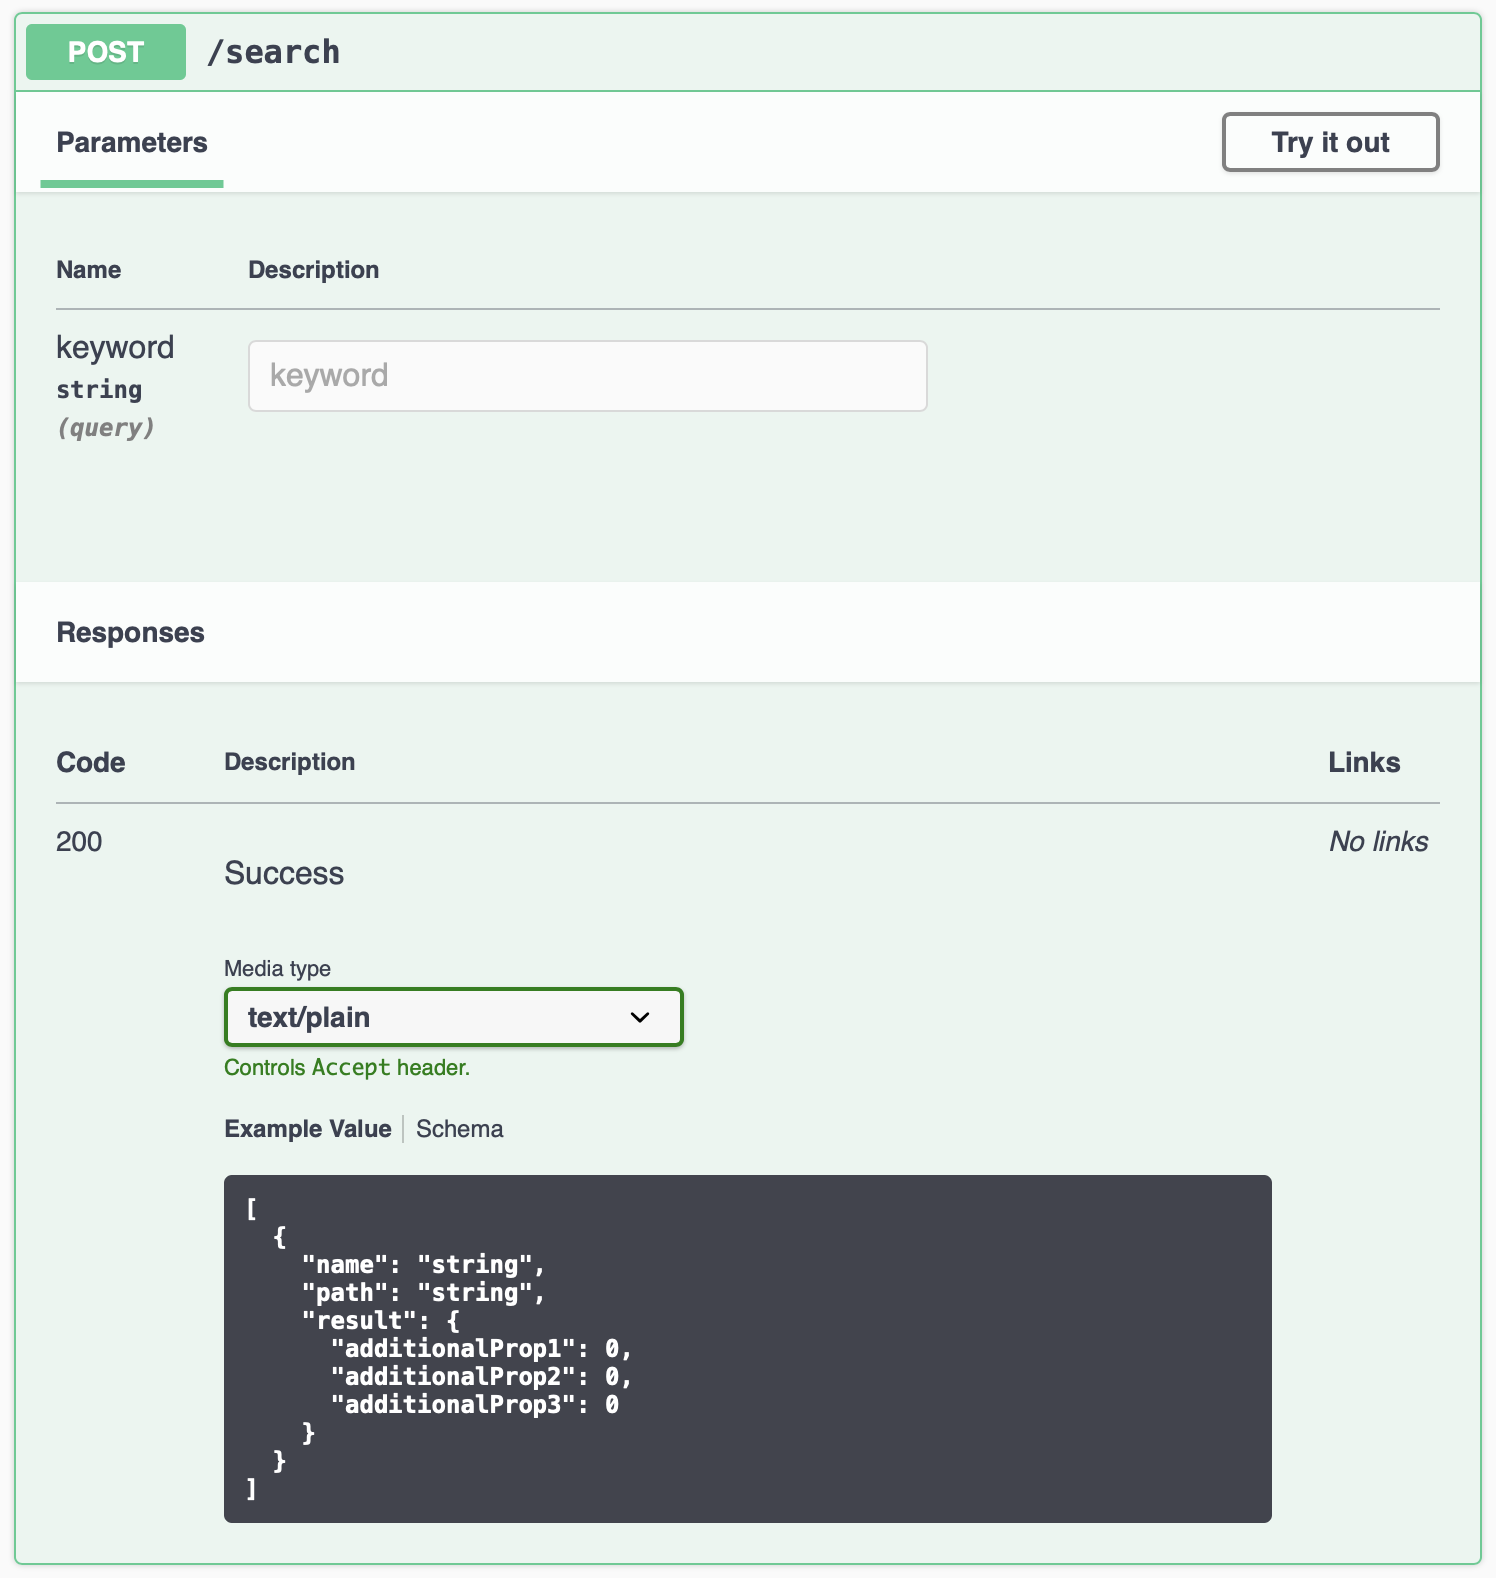 POST /search
Parameters
Try it out
Name Description
keyword
string
(query)
keyword
Responses
Code Description Links
200
Success
No links
Media type
text/plain
Controls Accept header.
Example Value Schema
[
  {
    "name": "string",
    "path": "string",
    "result": {
      "additionalProp1": 0,
      "additionalProp2": 0,
      "additionalProp3": 0
    }
  }
]